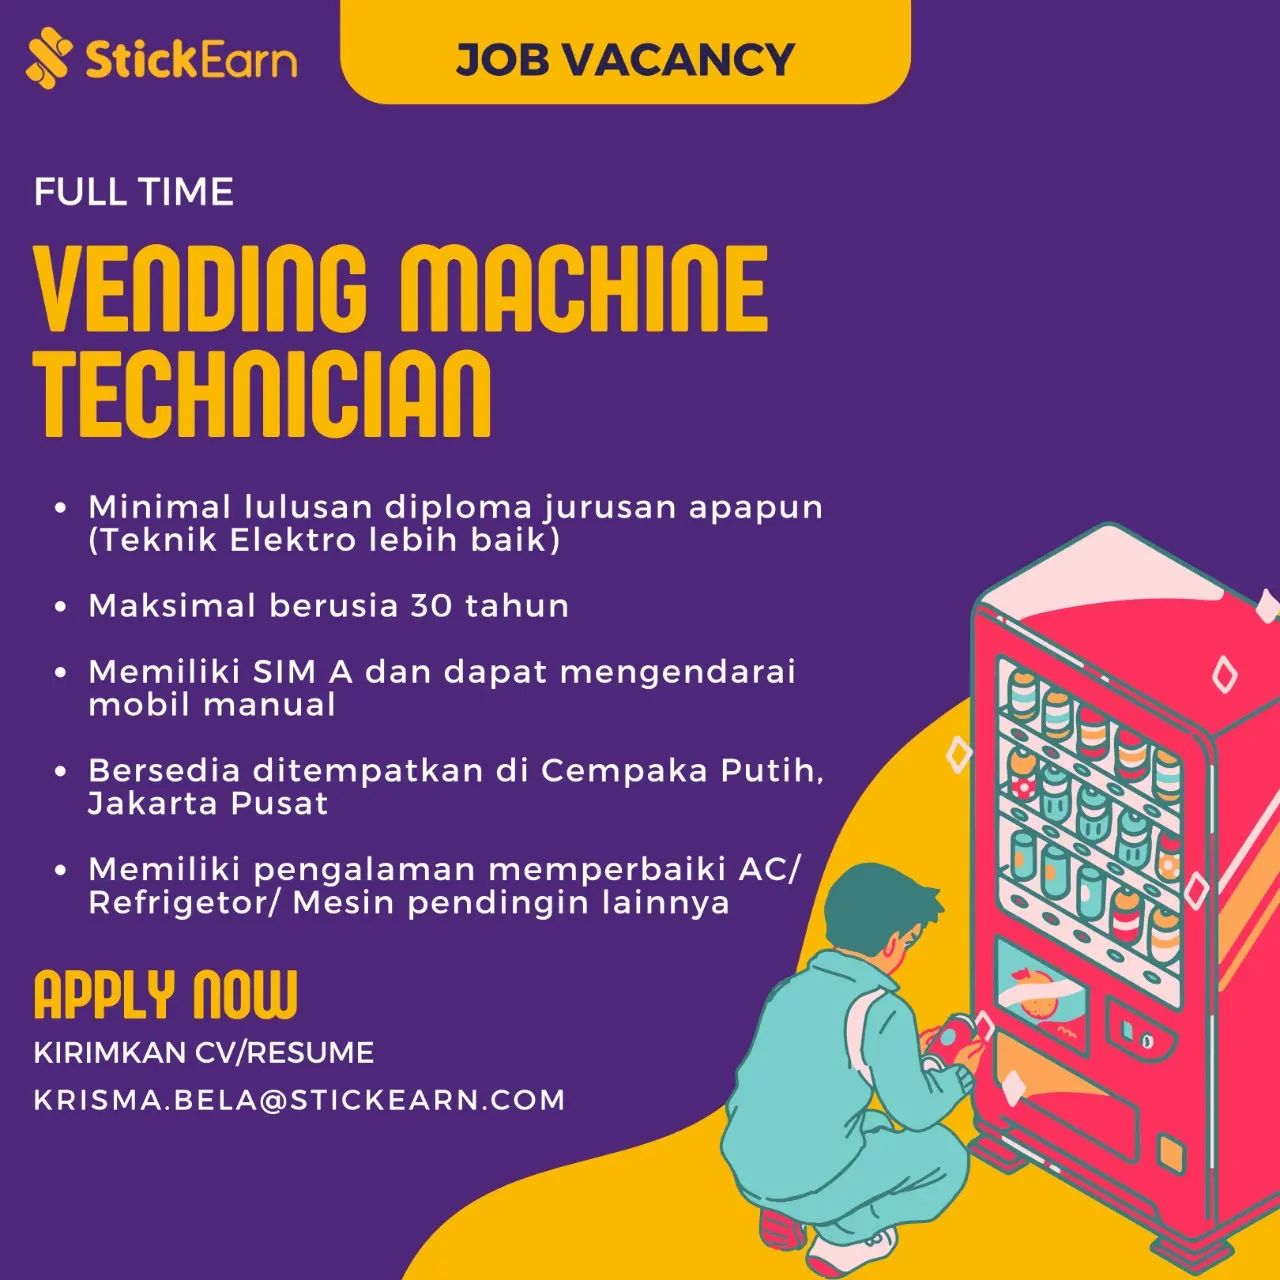 StickEarn
JOB VACANCY
FULL TIME
VENDING MACHINE
TECHNICIAN
• Minimal lulusan diploma jurusan apapun
(Teknik Elektro lebih baik)
• Maksimal berusia 30 tahun
• Memiliki SIM A dan dapat mengendarai
mobil manual
• Bersedia ditempatkan di Cempaka Putih,
Jakarta Pusat
• Memiliki pengalaman memperbaiki AC/
Refrigetor/ Mesin pendingin lainnya
APPLY NOW
KIRIMKAN CV/RESUME
KRISMA.BELA@STICKEARN.COM